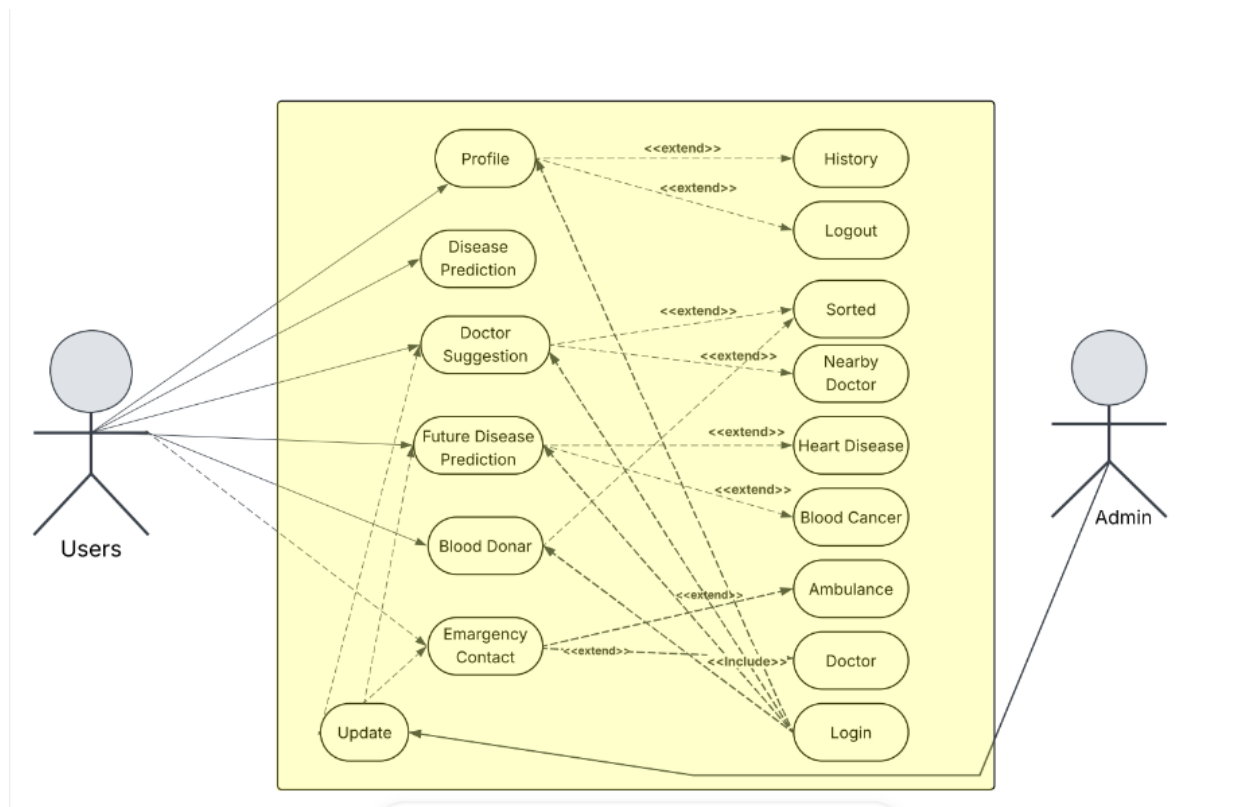 Profile
<<extend>>
History
<<extend>>
Logout
Disease
Prediction
Doctor
Suggestion
<<extend>>
Sorted
<<extend>>
Nearby
Doctor
Future Disease
Prediction
<<extend>>
Heart Disease
<<extend>>
Blood Cancer
Blood Donar
<<extend>>
Ambulance
Emargency
Contact
<<extend>>
<<Include>>
Doctor
Update
Login
Users
Admin